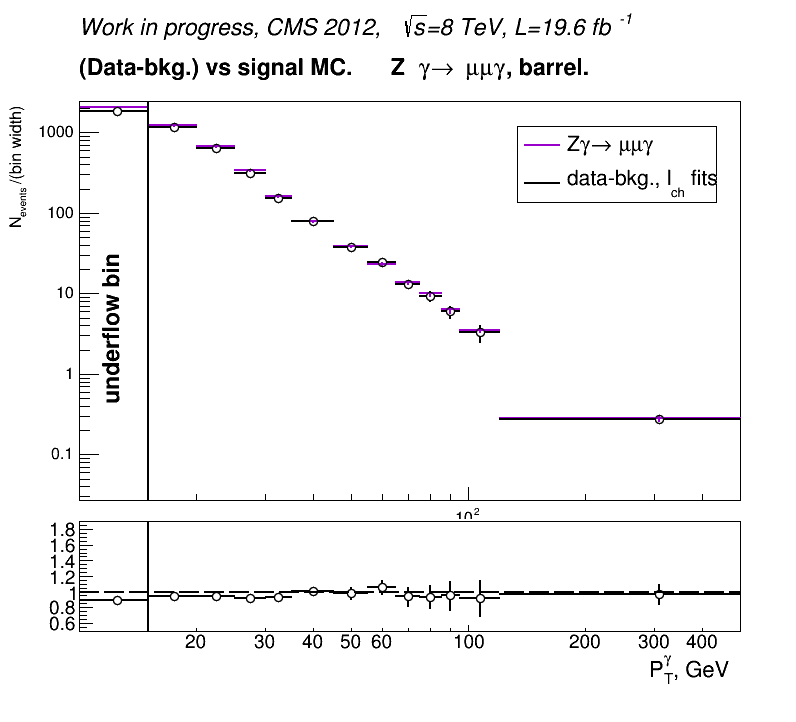 Work in progress, CMS 2012, √s=8 TeV, L=19.6 fb -1
(Data-bkg.) vs signal MC. Z γ→ μμγ, barrel.
N events /(bin width)
1000
100
10
1
0.1
underflow bin
Zγ→ μμγ
data-bkg., I ch fits
10²
1.8
1.6
1.4
1.2
1
0.8
0.6
20 30 40 50 60 100 200 300 400
P_T^γ, GeV